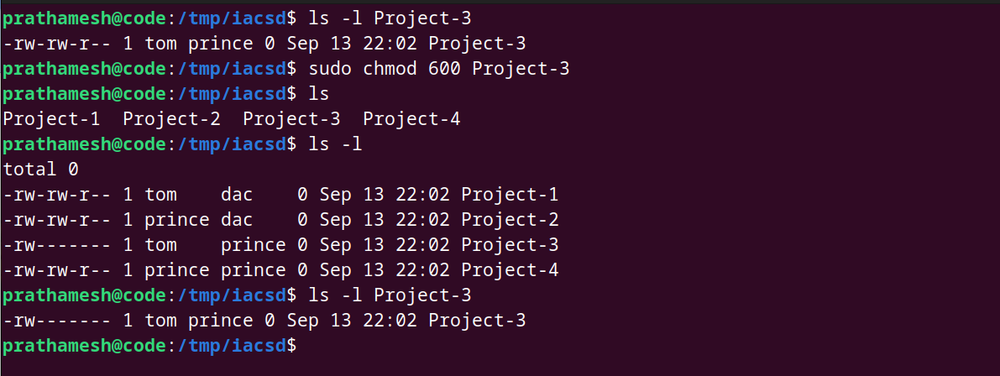 prathamesh@code:/tmp/iacsd$ ls -l Project-3
-rw-rw-r-- 1 tom prince 0 Sep 13 22:02 Project-3
prathamesh@code:/tmp/iacsd$ sudo chmod 600 Project-3
prathamesh@code:/tmp/iacsd$ ls
Project-1  Project-2  Project-3  Project-4
prathamesh@code:/tmp/iacsd$ ls -l
total 0
-rw-rw-r-- 1 tom    dac    0 Sep 13 22:02 Project-1
-rw-rw-r-- 1 prince dac    0 Sep 13 22:02 Project-2
-rw------- 1 tom    prince 0 Sep 13 22:02 Project-3
-rw-rw-r-- 1 prince prince 0 Sep 13 22:02 Project-4
prathamesh@code:/tmp/iacsd$ ls -l Project-3
-rw------- 1 tom prince 0 Sep 13 22:02 Project-3
prathamesh@code:/tmp/iacsd$